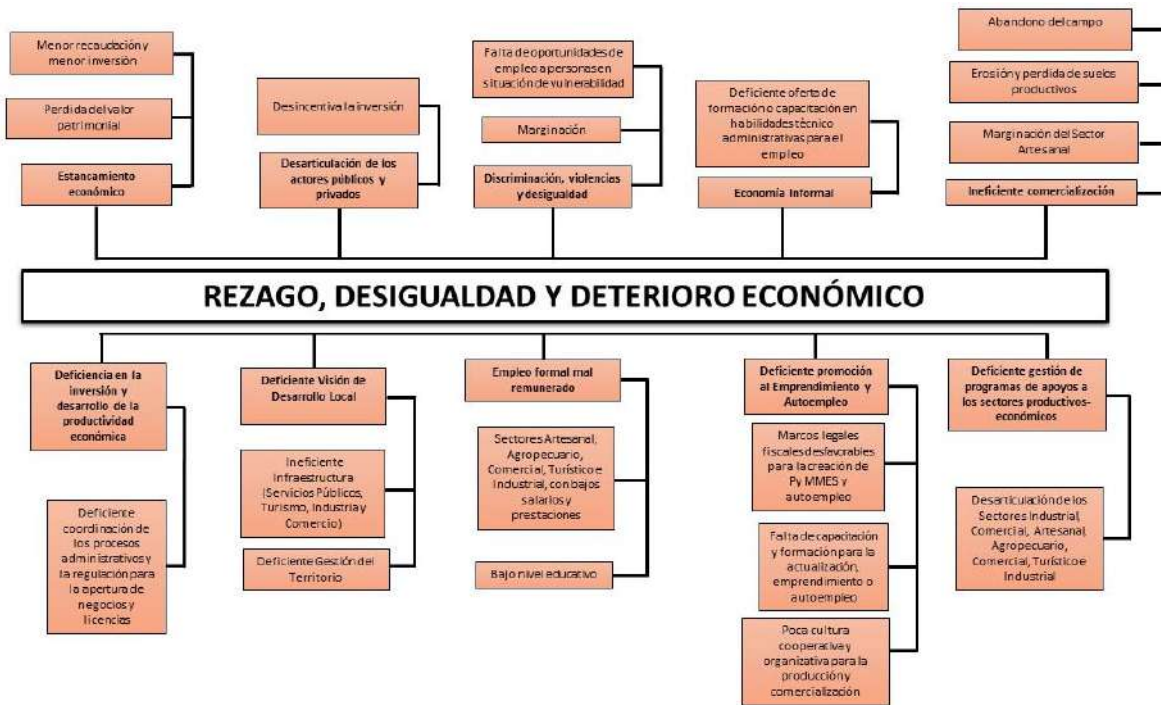 Menor recaudación y
menor inversión
Perdida del valor
patrimonial
Estancamiento
económico
Desincentiva la inversión
Desarticulación de los
actores públicos y
privados
Falta de oportunidades de
empleo a personas en
situación de vulnerabilidad
Marginación
Discriminación, violencias
y desigualdad
Deficiente oferta de
formación o capacitación en
habilidades técnico
administrativas para el
empleo
Economía Informal
Abandono del campo
Erosión y perdida de suelos
productivos
Marginación del Sector
Artesanal
Ineficiente comercialización
REZAGO, DESIGUALDAD Y DETERIORO ECONÓMICO
Deficiencia en la
inversión y
desarrollo de la
productividad
económica
Deficiente
coordinación de
los procesos
administrativos y
la regulación para
la apertura de
negocios y
licencias
Deficiente Visión de
Desarrollo Local
Ineficiente
Infraestructura
(Servicios Públicos,
Turismo, Industria y
Comercio)
Deficiente Gestión del
Territorio
Empleo formal mal
remunerado
Sectores Artesanal,
Agropecuario,
Comercial, Turístico e
Industrial, con bajos
salarios y
prestaciones
Bajo nivel educativo
Deficiente promoción
al Emprendimiento y
Autoempleo
Marcos legales
fiscales desfavorables
para la creación de
Py MMES y
autoempleo
Falta de capacitación
y formación para la
actualización,
emprendimiento o
autoempleo
Poca cultura
cooperativa y
organizativa para la
producción y
comercialización
Deficiente gestión de
programas de apoyos a
los sectores productivos-
económicos
Desarticulación de los
Sectores Industrial,
Comercial, Artesanal,
Agropecuario,
Comercial, Turístico e
Industrial